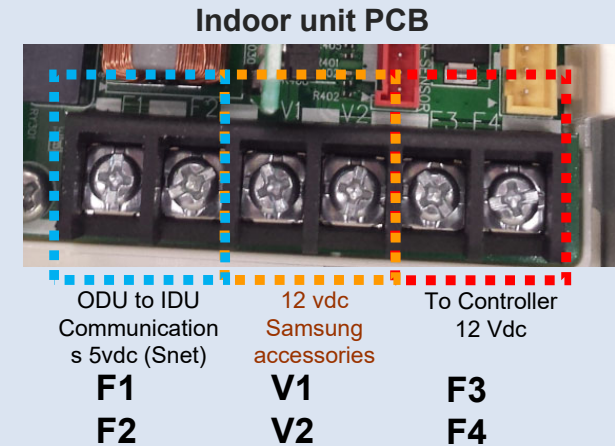 Indoor unit PCB
R402
F1 F2 V1 V2 F3 F4
ODU to IDU
Communication
s 5vdc (Snet)
F1
F2
12 vdc
Samsung
accessories
V1
V2
To Controller
12 Vdc
F3
F4